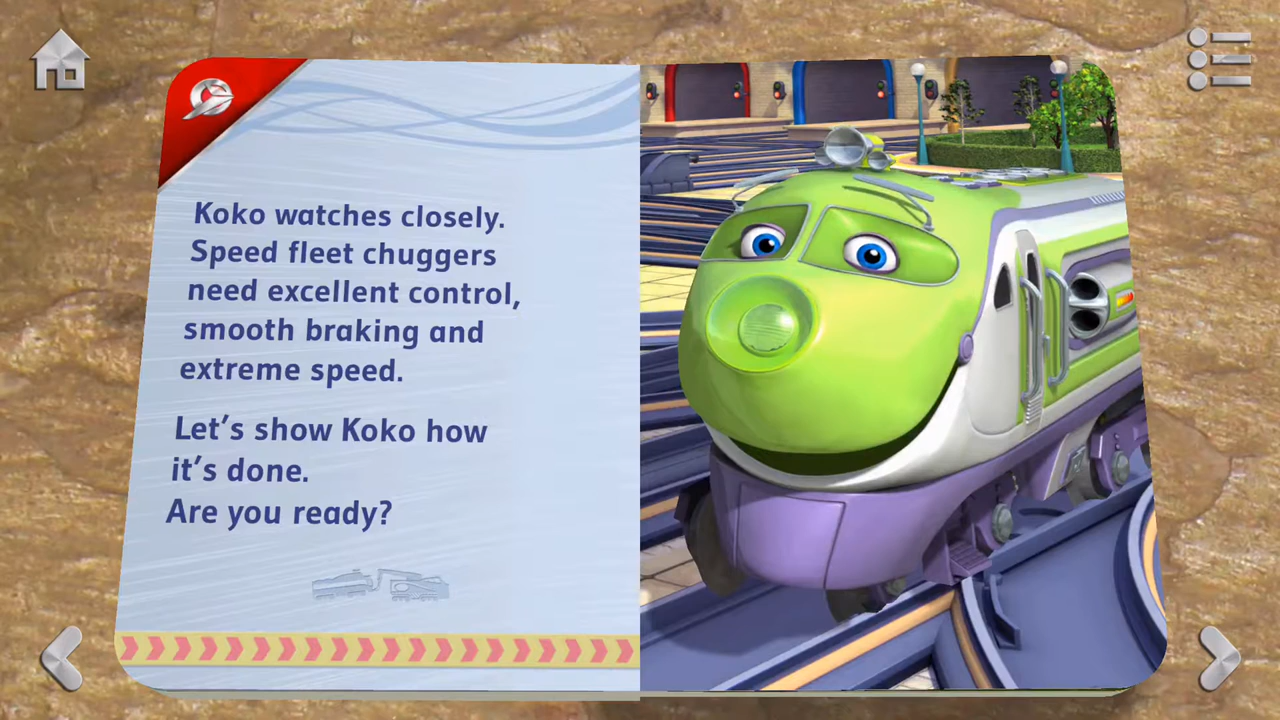 Koko watches closely.
Speed fleet chuggers
need excellent control,
smooth braking and
extreme speed.
Let's show Koko how
it's done.
Are you ready?